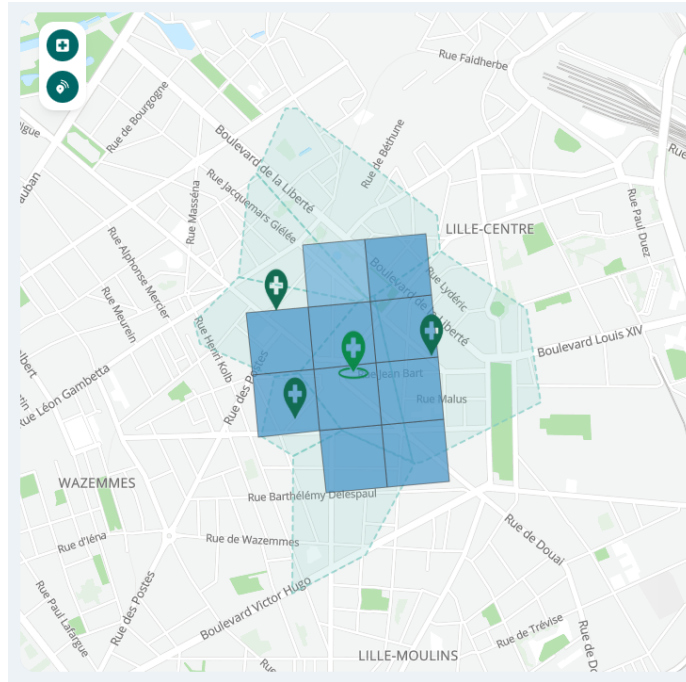 Rue Faidherbe
Rue de Bourgogne
Rue
Boulevard de la Liberté
Rue de Béthune
Rue Masséna
Rue Jacquemars Giélée
Rue Paul Duez
LILLE-CENTRE
Rue Alphonse Mercier
Boulevard de la Liberté
Rue Lydéric
Rue Meurein
Rue Henri Kolb
Boulevard Louis XIV
Rue des Postes
Rue Jean Bart
Rue Léon Gambetta
Rue Malus
WAZEMMES
Rue Barthélémy Delespaul
Rue d'Iéna
Rue de Wazemmes
Rue de Douai
Rue des Postes
Boulevard Victor Hugo
Rue Paul Lafargue
Rue de Trévise
LILLE-MOULINS